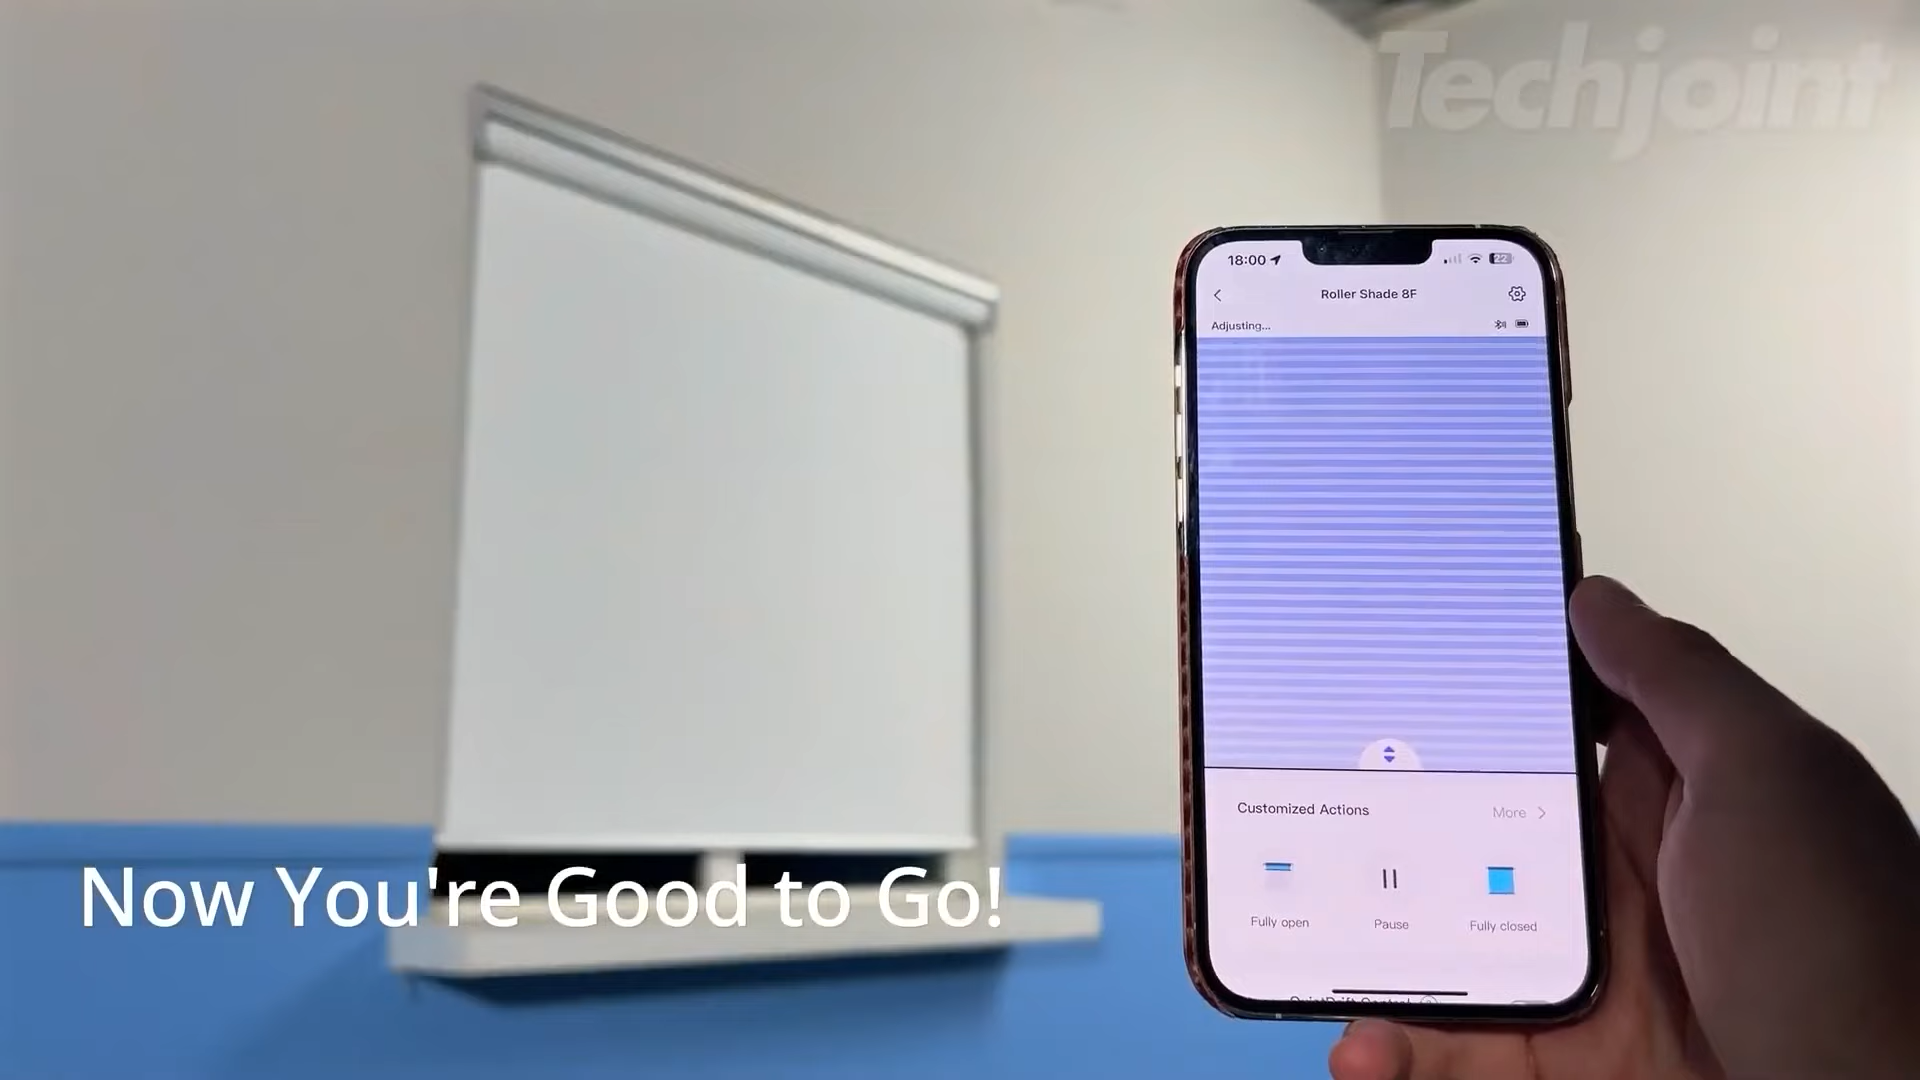 Techjoint
18:00
22
Roller Shade 8F
Adjusting...
Customized Actions
More
Fully open
Pause
Fully closed
Now You're Good to Go!